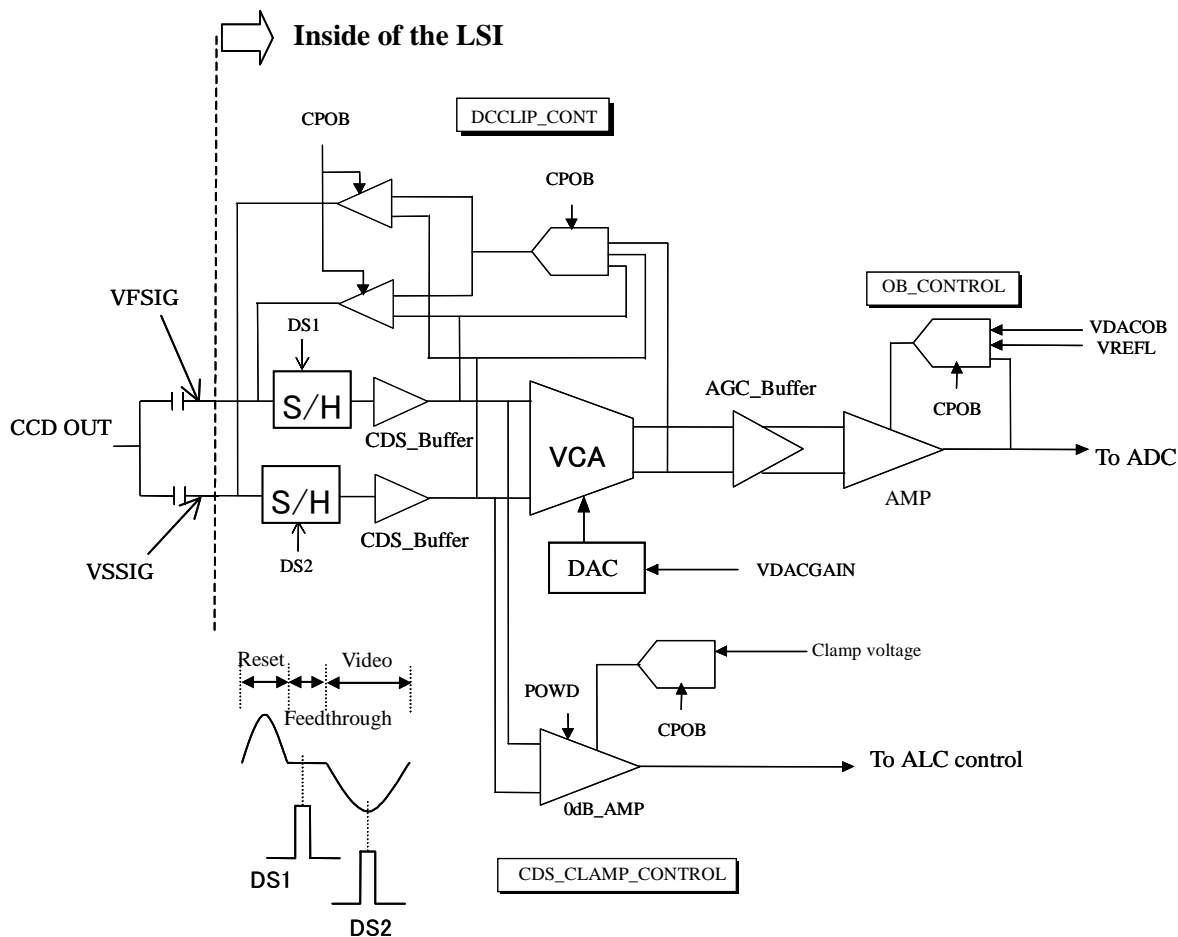 Inside of the LSI
DCCLIP_CONT
CPOB
CPOB
OB_CONTROL
VFSIG
DS1
VDACOB
VREFL
AGC_Buffer
CPOB
S/H
CCD OUT
CDS_Buffer
VCA
To ADC
S/H
AMP
CDS_Buffer
DS2
VSSIG
DAC
VDACGAIN
Reset
Video
Clamp voltage
POWD
Feedthrough
CPOB
To ALC control
0dB_AMP
DS1
CDS_CLAMP_CONTROL
DS2